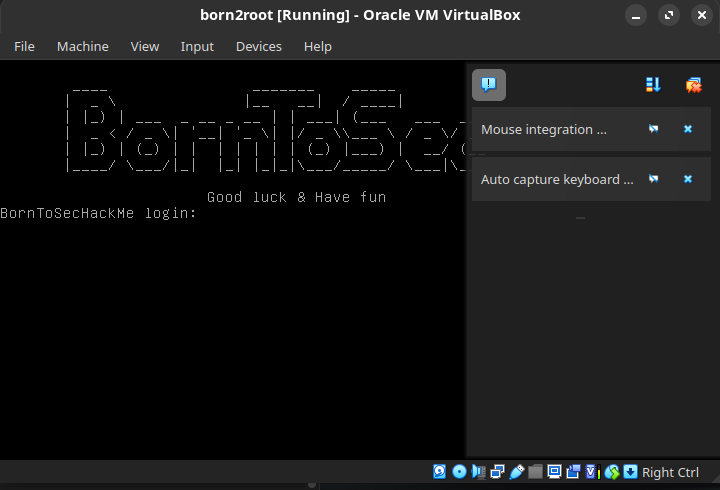 born2root [Running] - Oracle VM VirtualBox
File Machine View Input Devices Help
BornToSec
Mouse integration ...
Auto capture keyboard ...
Good luck & Have fun
BornToSecHackMe login:
Right Ctrl